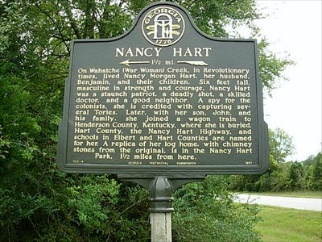 GEORGIA
1776
NANCY HART
1½ mi.
On Wahatche (War Woman) Creek, in Revolutionary
times, lived Nancy Morgan Hart, her husband,
Benjamin, and their children. Six feet tall,
masculine in strength and courage, Nancy Hart
was a staunch patriot, a deadly shot, a skilled
doctor, and a good neighbor. A spy for the
colonists, she is credited with capturing sev-
eral Tories. Later, with her son, John, and
his family, she joined a wagon train to
Henderson County, Kentucky, where she is buried.
Hart County, the Nancy Hart Highway, and
schools in Elbert and Hart Counties are named
for her. A replica of her log home, with chimney
stones from the original, is in the Nancy Hart
Park, 1½ miles from here.
GEORGIA HISTORICAL COMMISSION